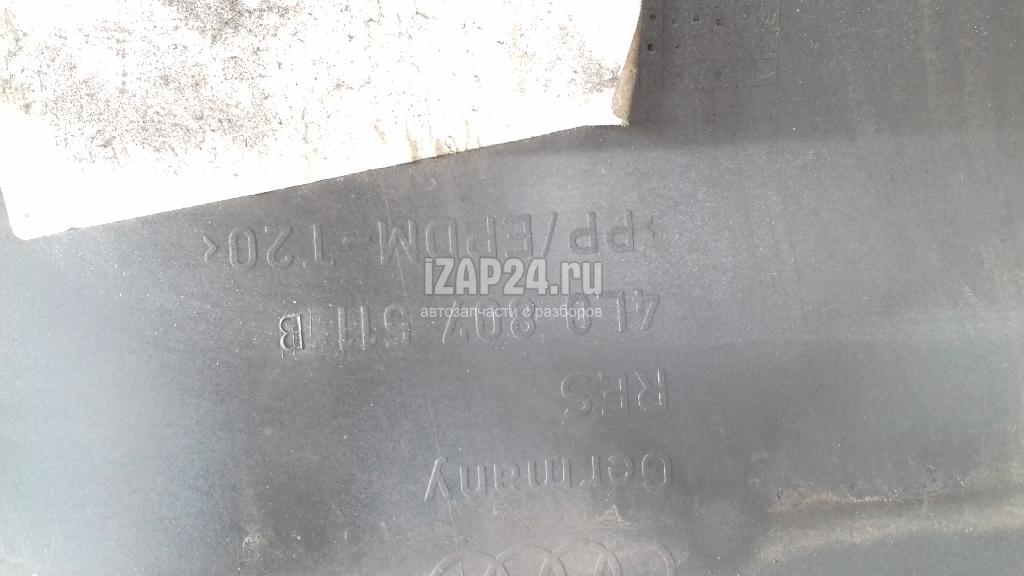 >PP/EPDM-T20<
4L0 807 511 B
RES
Germany
iZAP24.ru
автозапчасти с разборов